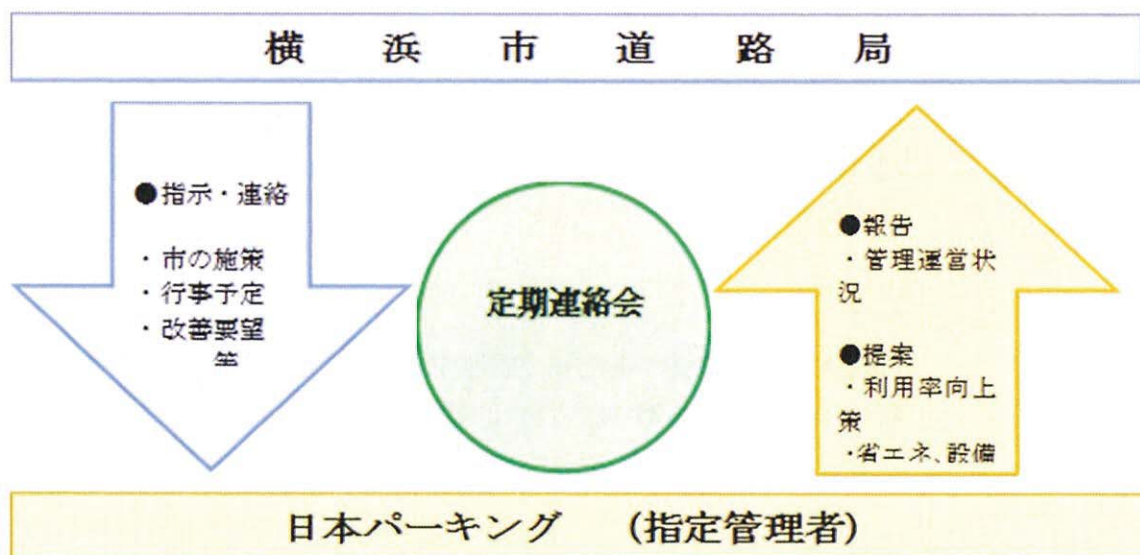 横浜市道路局
●指示・連絡
・市の施策
・行事予定
・改善要望
等
定期連絡会
●報告
・管理運営状
況
●提案
・利用率向上
策
・省エネ、設備
日本パーキング (指定管理者)